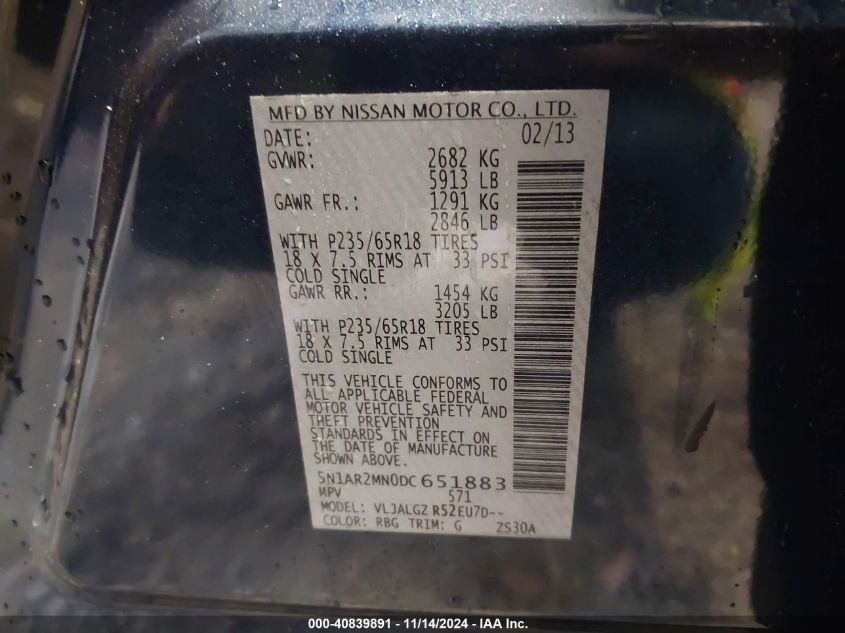 MFD BY NISSAN MOTOR CO., LTD.
DATE: 02/13
GVWR: 2682 KG
5913 LB
GAWR FR.: 1291 KG
2846 LB
WITH P235/65R18 TIRES
18 X 7.5 RIMS AT 33 PSI
COLD SINGLE
GAWR RR.: 1454 KG
3205 LB
WITH P235/65R18 TIRES
18 X 7.5 RIMS AT 33 PSI
COLD SINGLE
THIS VEHICLE CONFORMS TO
ALL APPLICABLE FEDERAL
MOTOR VEHICLE SAFETY AND
THEFT PREVENTION
STANDARDS IN EFFECT ON
THE DATE OF MANUFACTURE
SHOWN ABOVE.
5N1AR2MN0DC651883
MPV 571
MODEL: VLJALGZ R52EU7D--
COLOR: RBG TRIM: G ZS30A
000-40839891 - 11/14/2024 - IAA Inc.